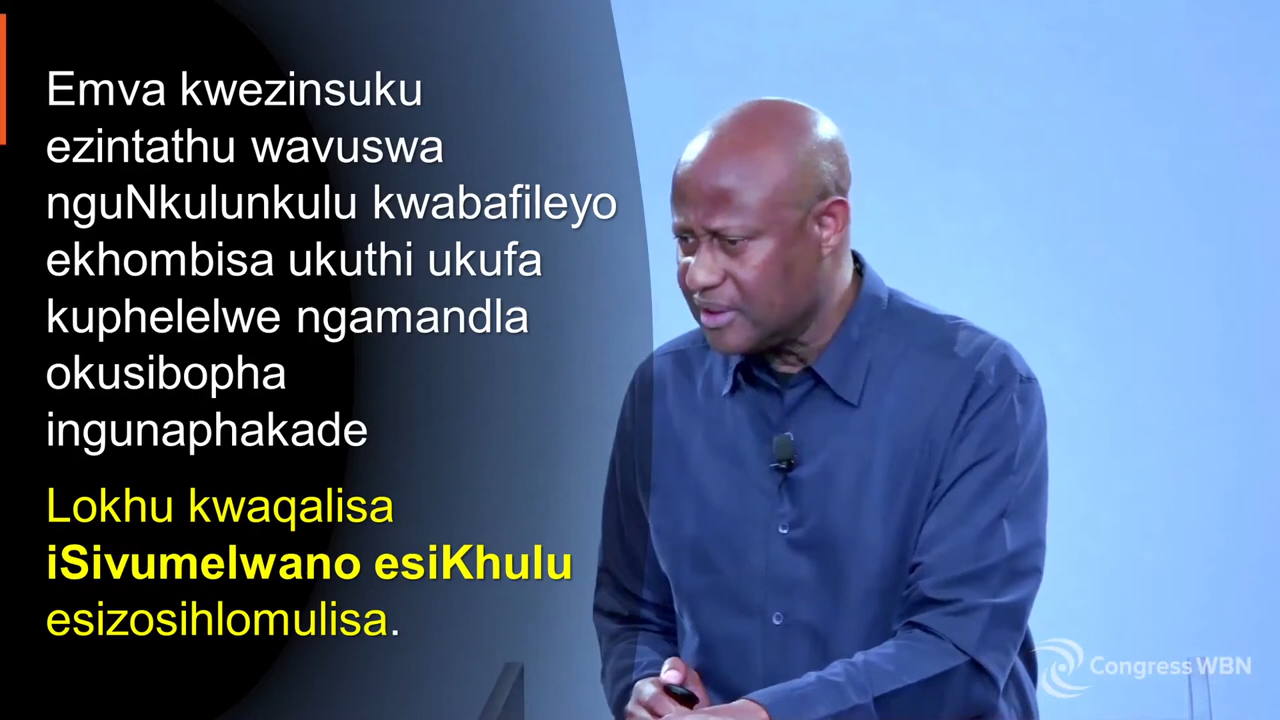 Emva kwezinsuku
ezintathu wavuswa
nguNkulunkulu kwabafileyo
ekhombisa ukuthi ukufa
kuphelelwe ngamandla
okusibopha
ingunaphakade
Lokhu kwaqalisa
iSivumelwano esiKhulu
esizosihlomulisa.
Congress WBN